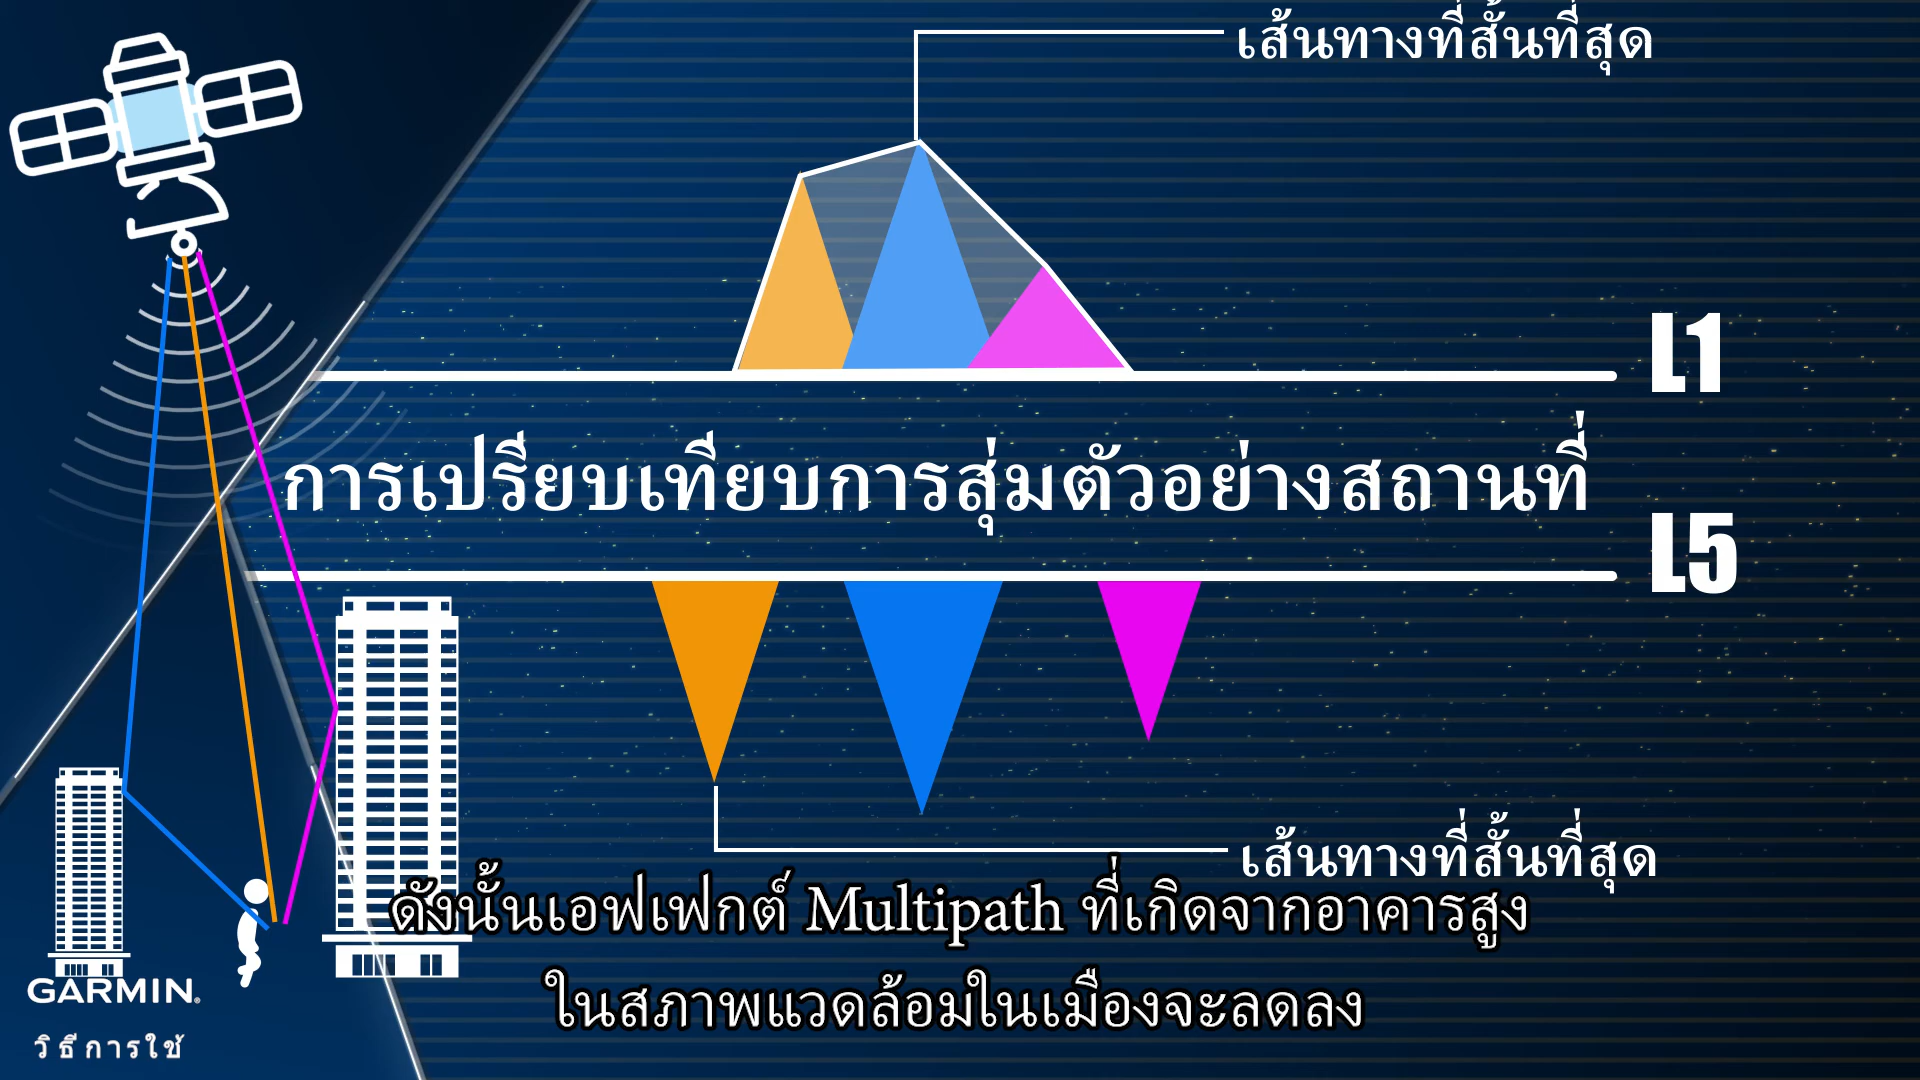 เส้นทางที่สั้นที่สุด
L1
การเปรียบเทียบการสุ่มตัวอย่างสถานที่
L5
เส้นทางที่สั้นที่สุด
ดังนั้นเอฟเฟกต์ Multipath ที่เกิดจากอาคารสูง
ในสภาพแวดล้อมในเมืองจะลดลง
GARMIN®
วิธีการใช้